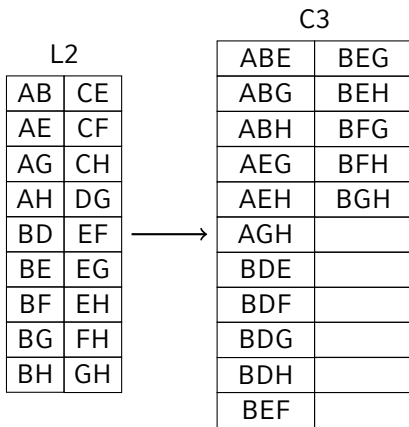 C3
L2
ABE BEG
ABG BEH
AB CE
ABH BFG
AE CF
AEG BFH
AG CH
AEH BGH
AH DG
AGH
BD EF
BDE
BE EG
BDF
BF EH
BDG
BG FH
BDH
BH GH
BEF